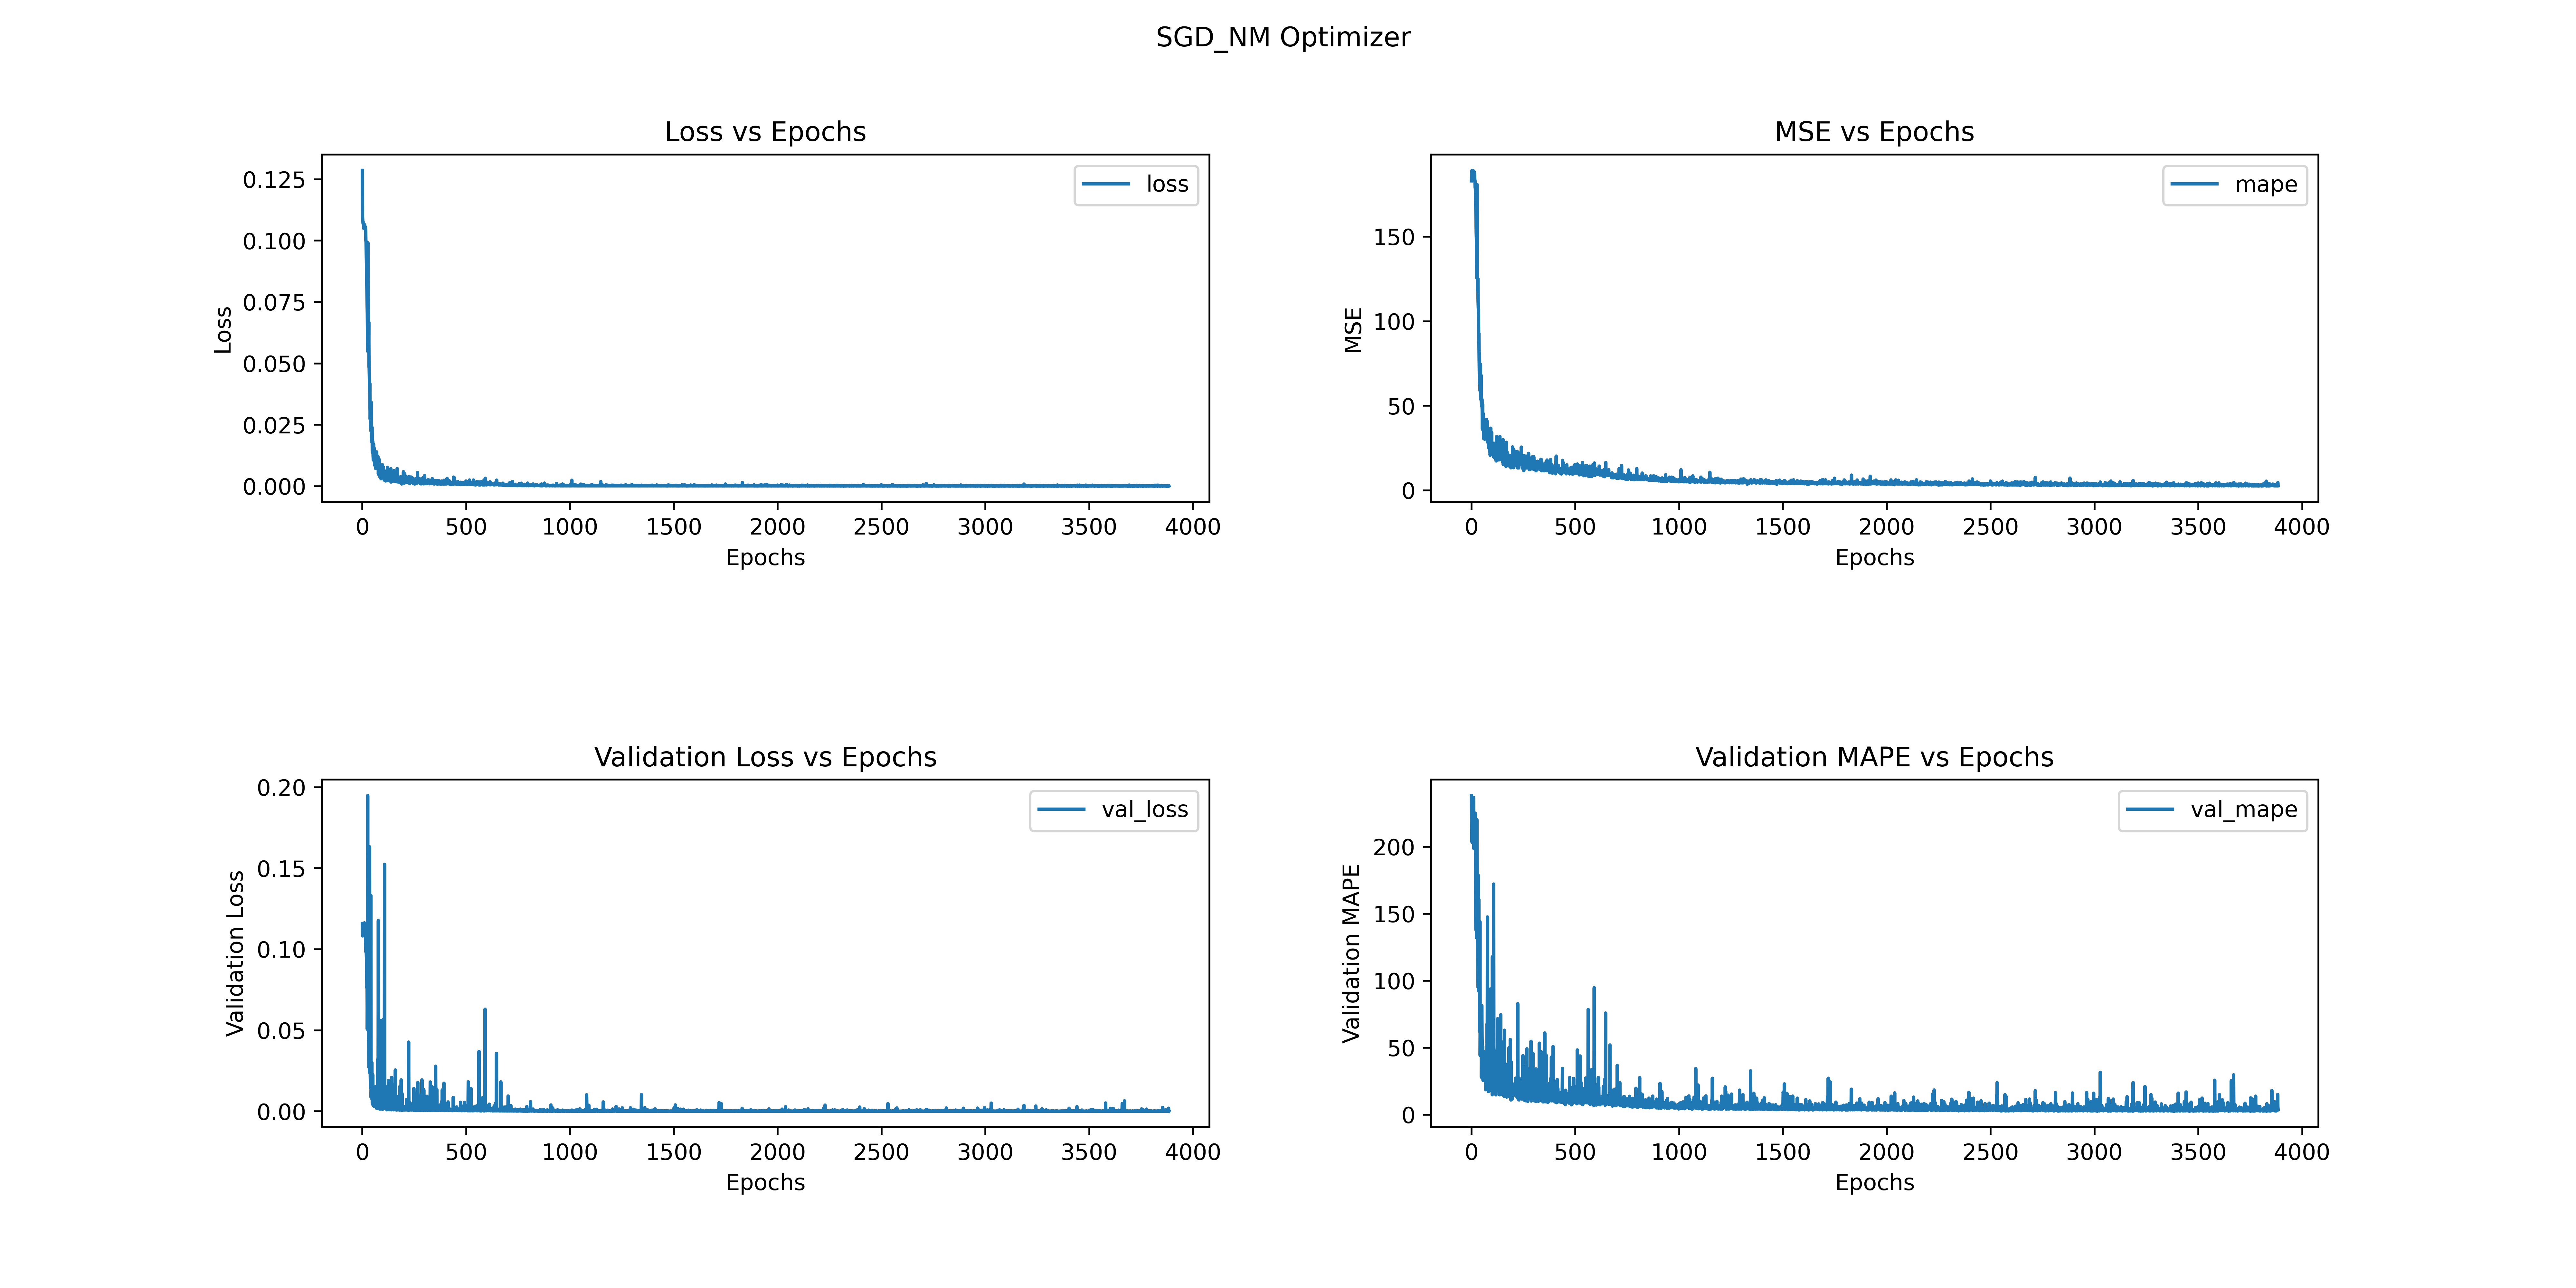 SGD_NM Optimizer
Loss vs Epochs
loss
0.125
0.100
0.075
0.050
0.025
0.000
Loss
0 500 1000 1500 2000 2500 3000 3500 4000
Epochs
MSE vs Epochs
mape
150
100
50
0
MSE
0 500 1000 1500 2000 2500 3000 3500 4000
Epochs
Validation Loss vs Epochs
val_loss
0.20
0.15
0.10
0.05
0.00
Validation Loss
0 500 1000 1500 2000 2500 3000 3500 4000
Epochs
Validation MAPE vs Epochs
val_mape
200
150
100
50
0
Validation MAPE
0 500 1000 1500 2000 2500 3000 3500 4000
Epochs